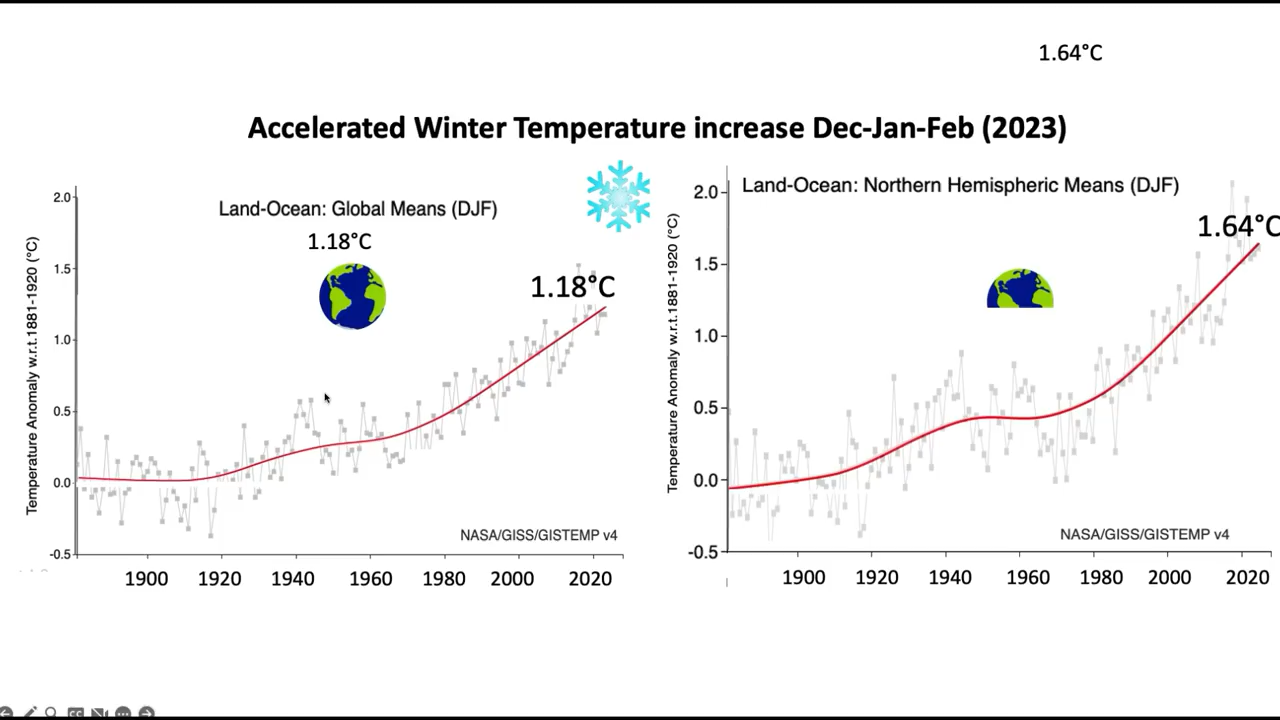 1.64°C
Accelerated Winter Temperature increase Dec-Jan-Feb (2023)
Land-Ocean: Global Means (DJF)
1.18°C
1.18°C
Temperature Anomaly w.r.t.1881-1920 (°C)
2.0
1.5
1.0
0.5
0.0
-0.5
NASA/GISS/GISTEMP v4
1900 1920 1940 1960 1980 2000 2020
Land-Ocean: Northern Hemispheric Means (DJF)
1.64°C
Temperature Anomaly w.r.t.1881-1920 (°C)
2.0
1.5
1.0
0.5
0.0
-0.5
NASA/GISS/GISTEMP v4
1900 1920 1940 1960 1980 2000 2020
CC